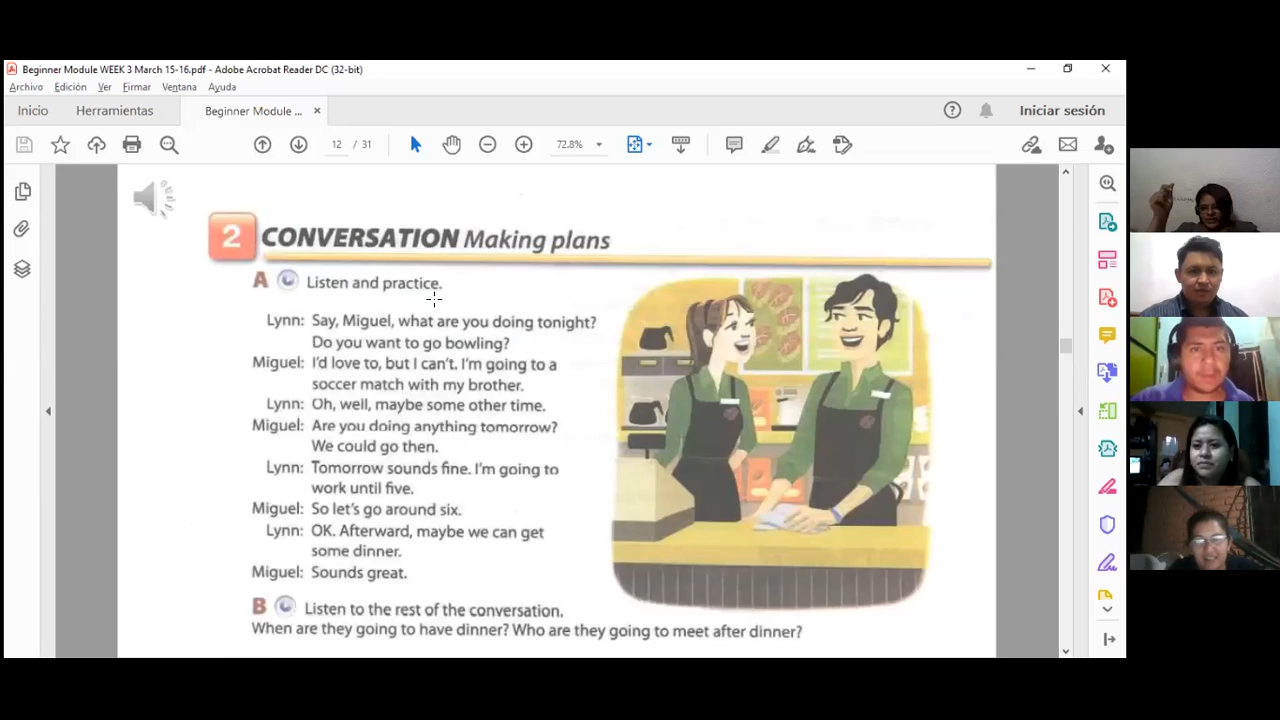 Beginner Module WEEK 3 March 15-16.pdf - Adobe Acrobat Reader DC (32-bit)
Archivo Edición Ver Firmar Ventana Ayuda
Inicio Herramientas Beginner Module ... × Iniciar sesión
12 / 31 72.8%
2 CONVERSATION Making plans
A Listen and practice.
Lynn: Say, Miguel, what are you doing tonight?
Do you want to go bowling?
Miguel: I'd love to, but I can't. I'm going to a
soccer match with my brother.
Lynn: Oh, well, maybe some other time.
Miguel: Are you doing anything tomorrow?
We could go then.
Lynn: Tomorrow sounds fine. I'm going to
work until five.
Miguel: So let's go around six.
Lynn: OK. Afterward, maybe we can get
some dinner.
Miguel: Sounds great.
B Listen to the rest of the conversation.
When are they going to have dinner? Who are they going to meet after dinner?